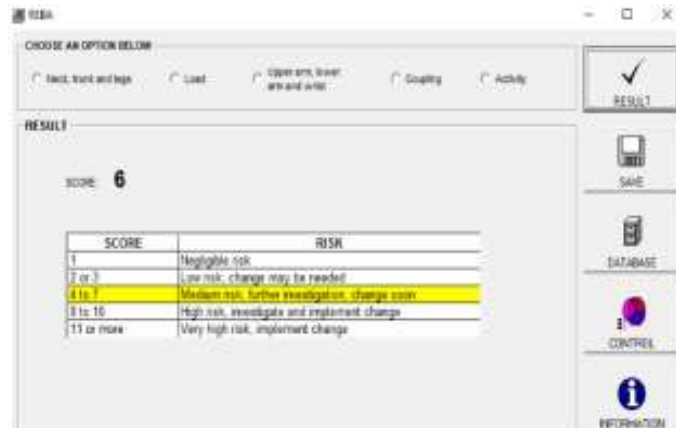 REBA
CHOOSE AN OPTION BELOW
Neck, trunk and legs
Load
Upper arm, lower
arm and wrist
Coupling
Activity
RESULT
RESULT
SCORE: 6
SAVE
SCORE RISK
1 Negligible risk
2 or 3 Low risk: change may be needed
4 to 7 Medium risk, further investigation, change soon
8 to 10 High risk, investigate and implement change
11 or more Very high risk, implement change
DATABASE
CONTROL
INFORMATION